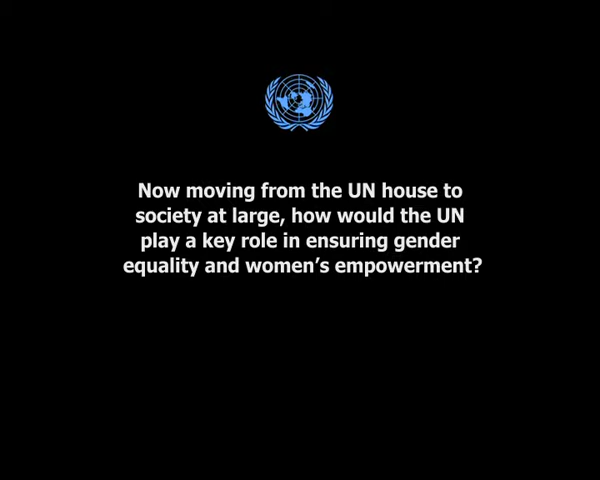 Now moving from the UN house to
society at large, how would the UN
play a key role in ensuring gender
equality and women’s empowerment?